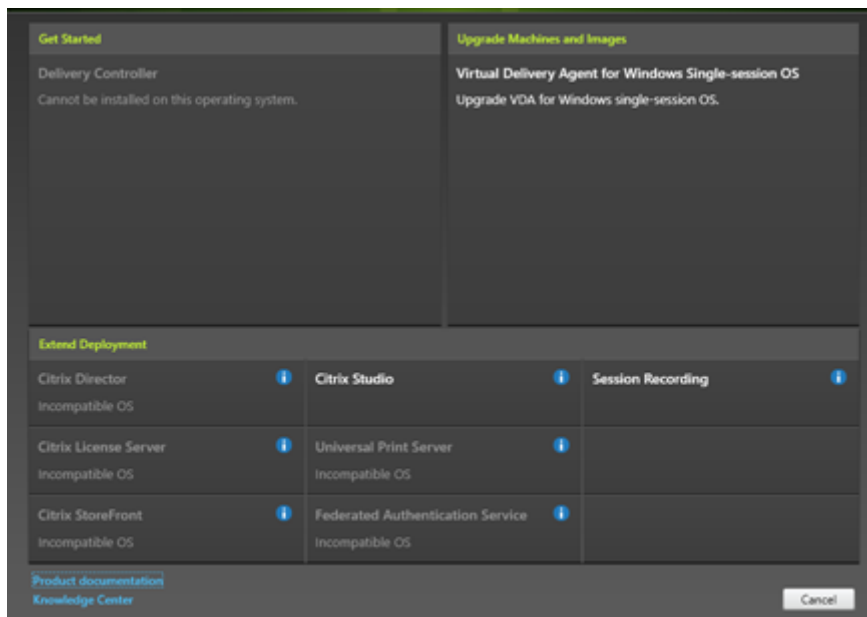 Get Started
Delivery Controller
Cannot be installed on this operating system.
Upgrade Machines and Images
Virtual Delivery Agent for Windows Single-session OS
Upgrade VDA for Windows single-session OS.
Extend Deployment
Citrix Director
Incompatible OS
Citrix Studio
Session Recording
Citrix License Server
Incompatible OS
Universal Print Server
Incompatible OS
Citrix StoreFront
Incompatible OS
Federated Authentication Service
Incompatible OS
Product documentation
Knowledge Center
Cancel